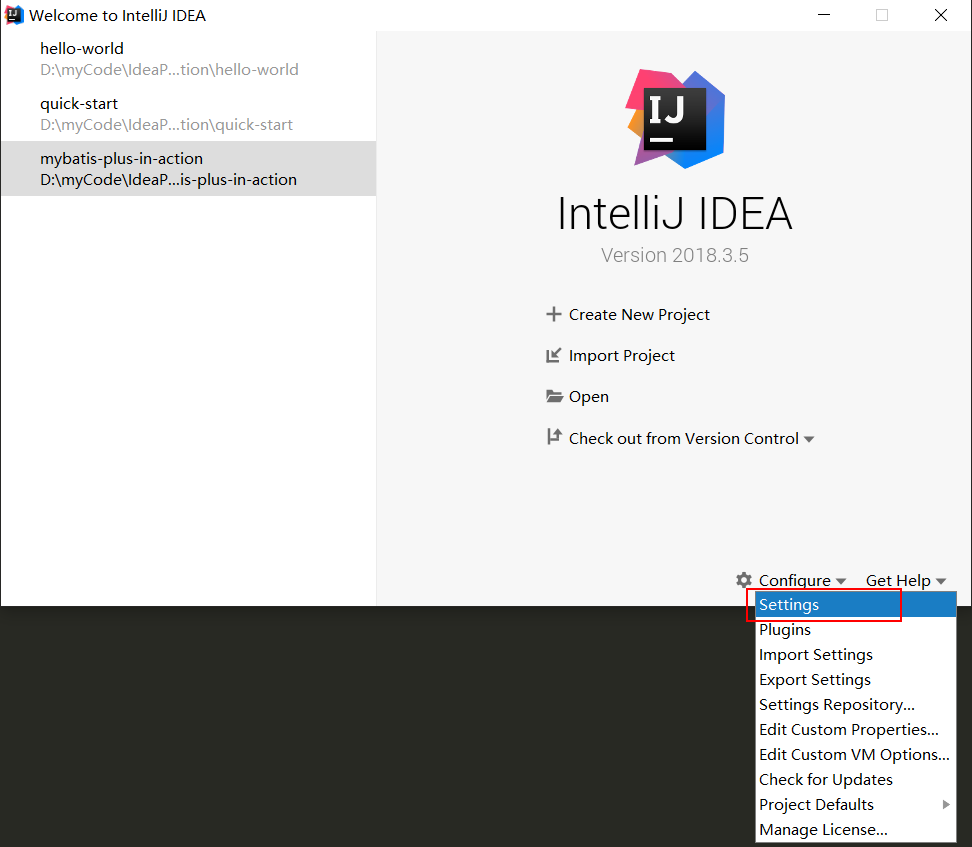 Welcome to IntelliJ IDEA
hello-world
D:\myCode\IdeaP...tion\hello-world
quick-start
D:\myCode\IdeaP...tion\quick-start
mybatis-plus-in-action
D:\myCode\IdeaP...is-plus-in-action
IJ
IntelliJ IDEA
Version 2018.3.5
Create New Project
Import Project
Open
Check out from Version Control
Configure
Get Help
Settings
Plugins
Import Settings
Export Settings
Settings Repository...
Edit Custom Properties...
Edit Custom VM Options...
Check for Updates
Project Defaults
Manage License...